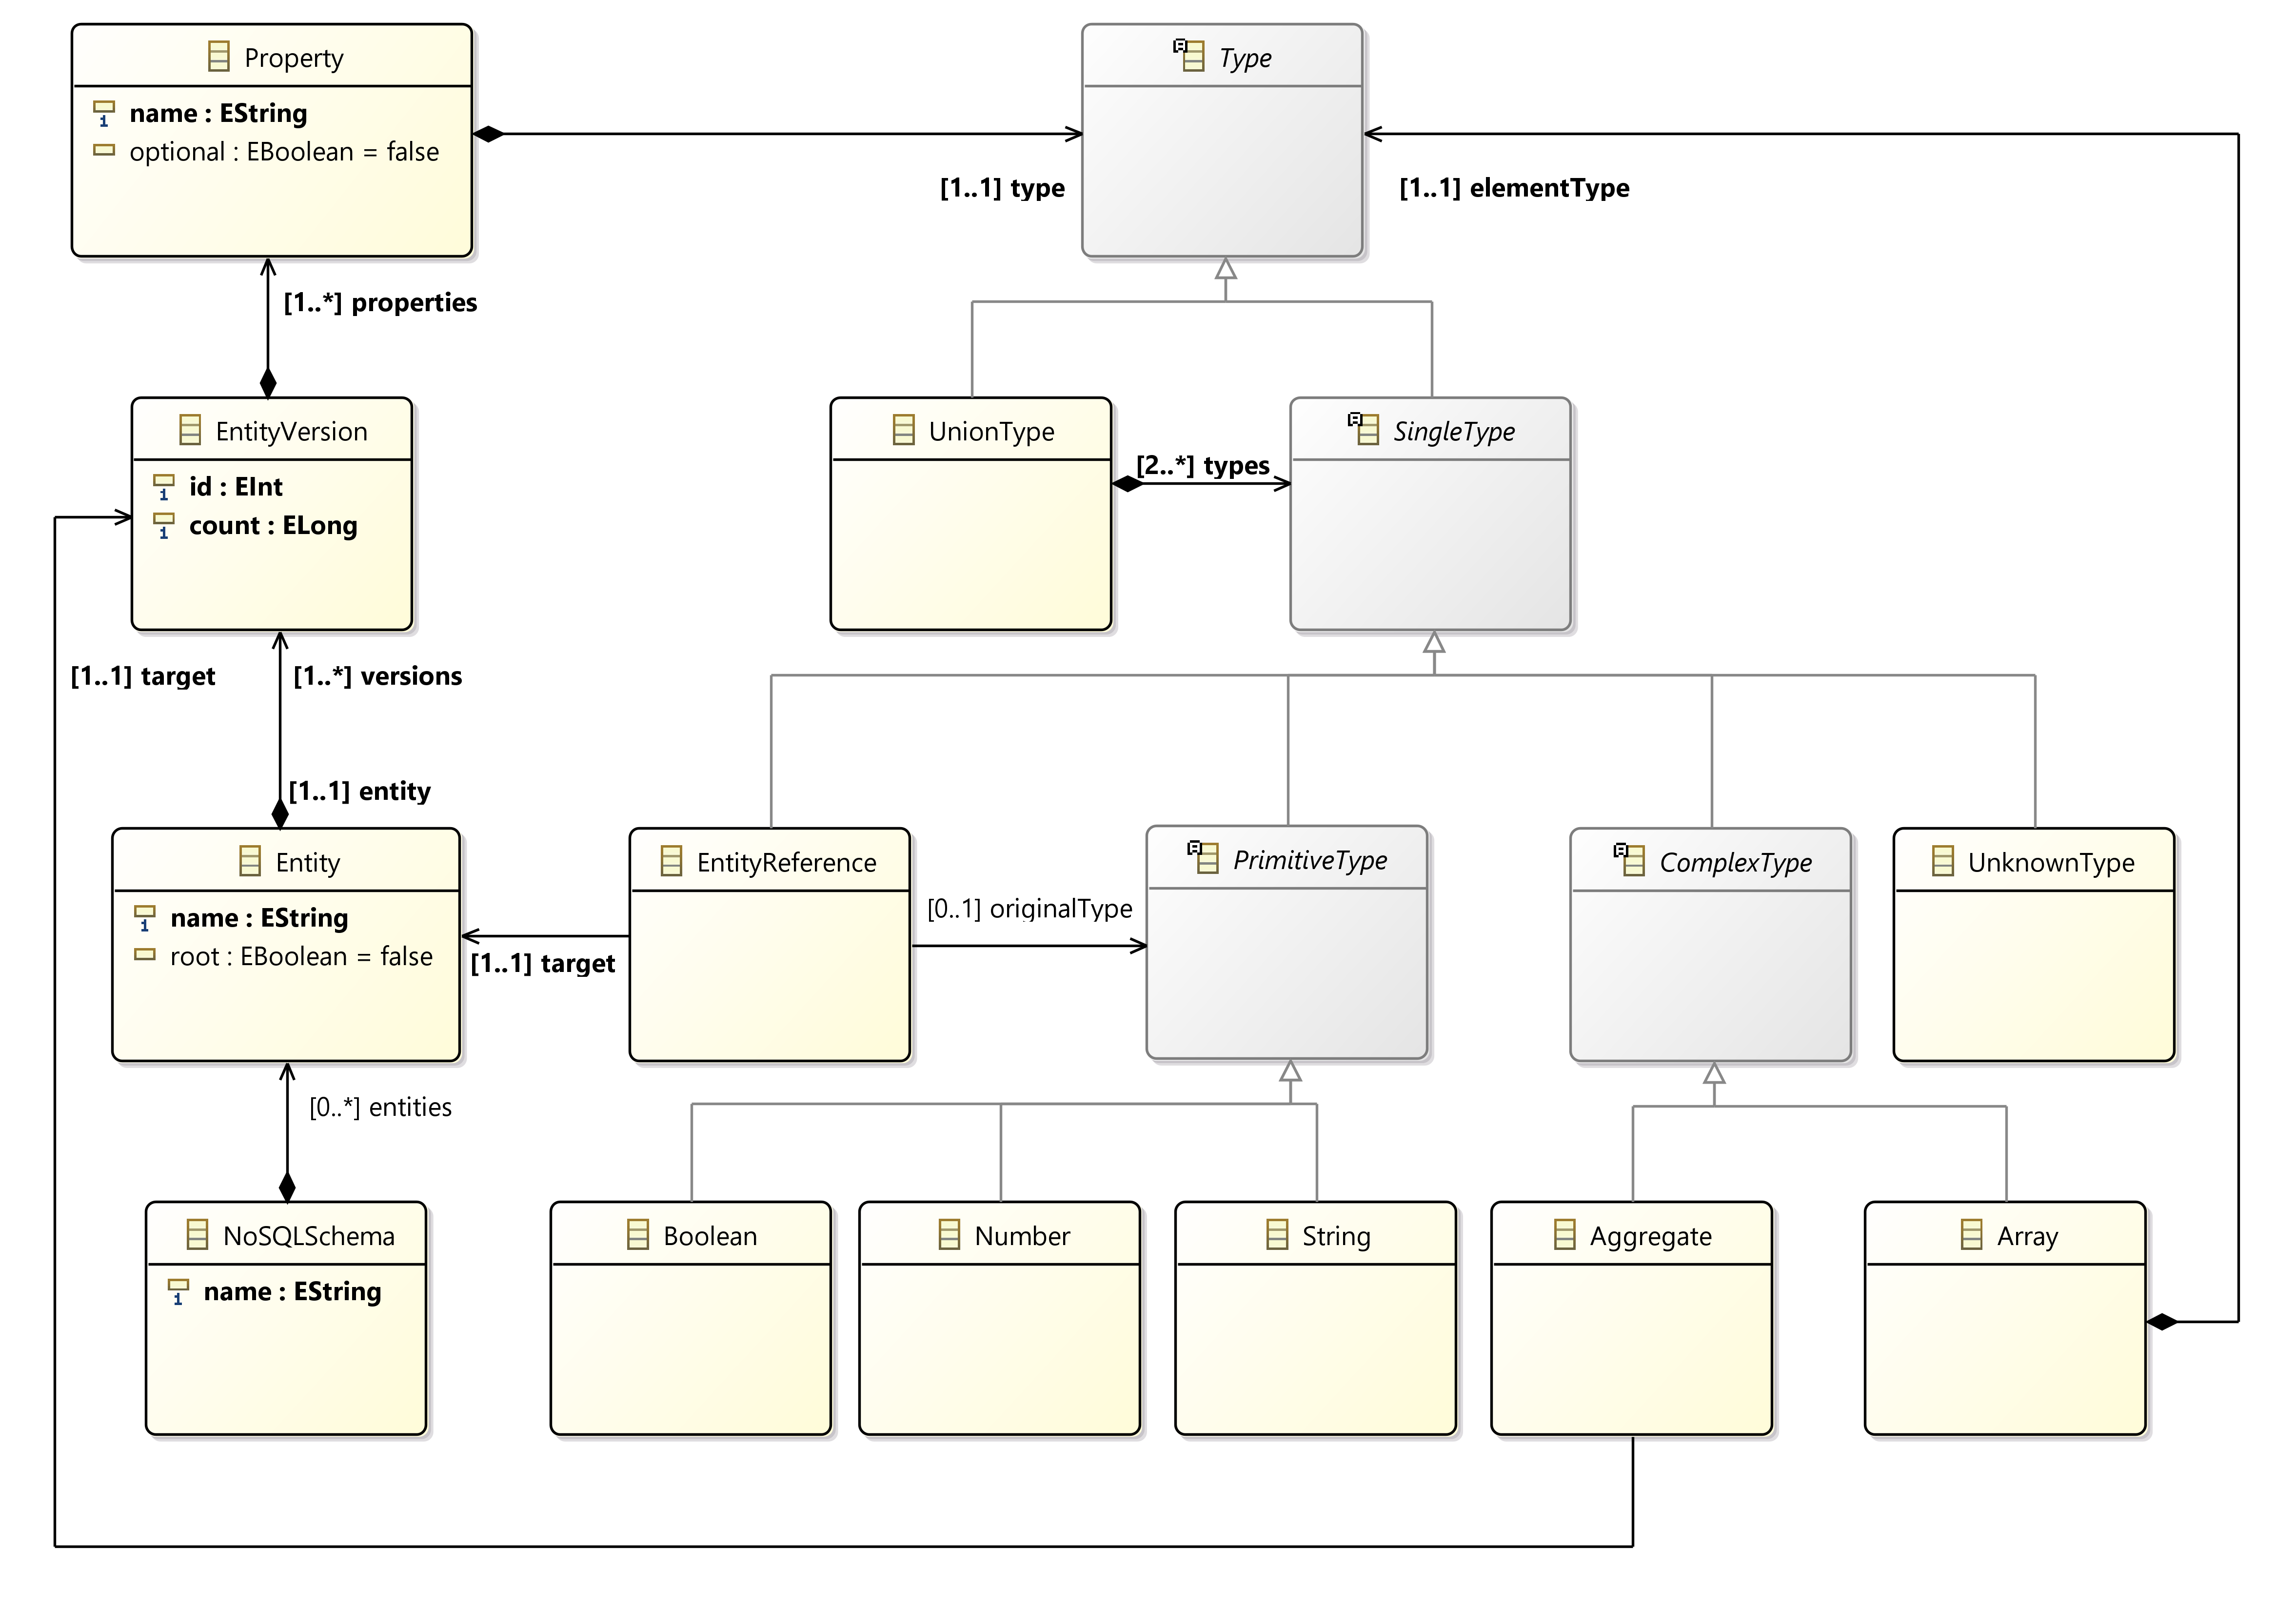 Property
name : EString
optional : EBoolean = false
Type
[1..1] type
[1..1] elementType
[1..*] properties
EntityVersion
id : EInt
count : ELong
UnionType
[2..*] types
SingleType
[1..1] target
[1..*] versions
[1..1] entity
Entity
name : EString
root : EBoolean = false
EntityReference
[1..1] target
[0..1] originalType
PrimitiveType
ComplexType
UnknownType
[0..*] entities
NoSQLSchema
name : EString
Boolean
Number
String
Aggregate
Array